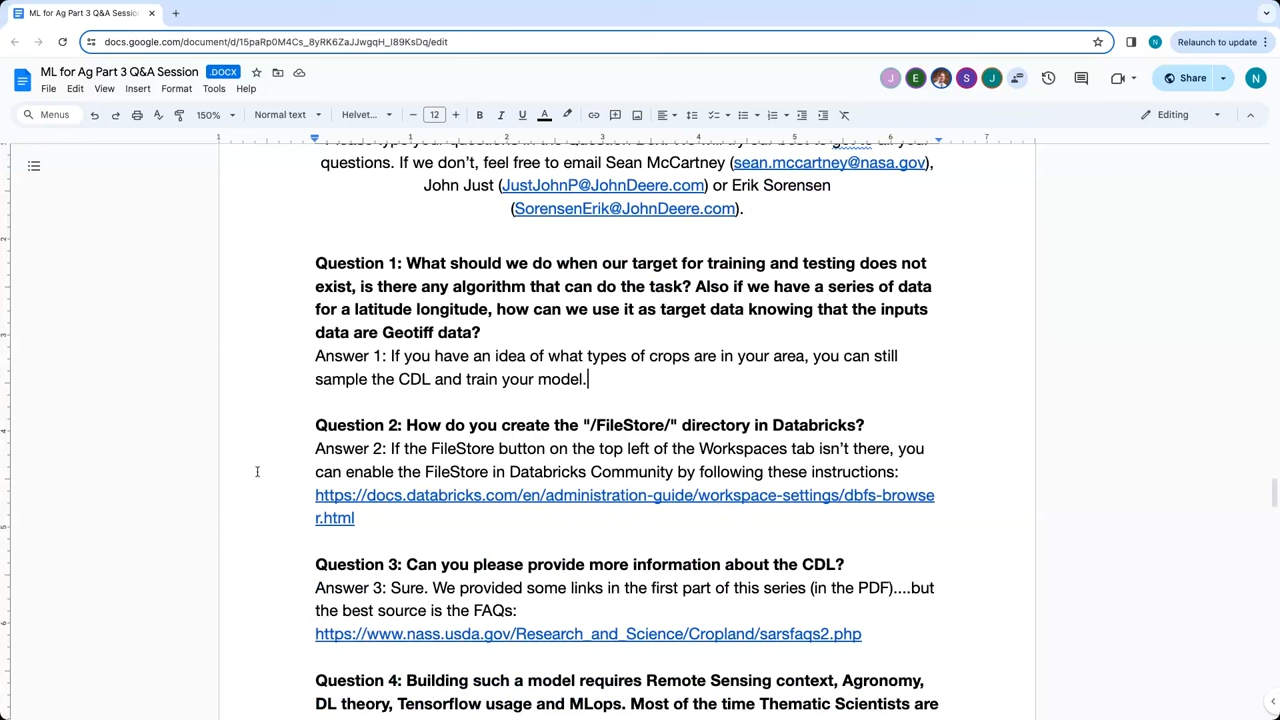 ML for Ag Part 3 Q&A Sessio
docs.google.com/document/d/15paRp0M4Cs_8yRK6ZaJJwgqH_I89KsDq/edit
N
Relaunch to update
ML for Ag Part 3 Q&A Session
.DOCX
File Edit View Insert Format Tools Help
J E S J
Share
N
Menus
150%
Normal text
Helvet...
12
B I U A
Editing
1 1 2 3 4 5 6 7
questions. If we don’t, feel free to email Sean McCartney (sean.mccartney@nasa.gov),
John Just (JustJohnP@JohnDeere.com) or Erik Sorensen
(SorensenErik@JohnDeere.com).
Question 1: What should we do when our target for training and testing does not
exist, is there any algorithm that can do the task? Also if we have a series of data
for a latitude longitude, how can we use it as target data knowing that the inputs
data are Geotiff data?
Answer 1: If you have an idea of what types of crops are in your area, you can still
sample the CDL and train your model.
Question 2: How do you create the "/FileStore/" directory in Databricks?
Answer 2: If the FileStore button on the top left of the Workspaces tab isn’t there, you
can enable the FileStore in Databricks Community by following these instructions:
https://docs.databricks.com/en/administration-guide/workspace-settings/dbfs-browse
r.html
Question 3: Can you please provide more information about the CDL?
Answer 3: Sure. We provided some links in the first part of this series (in the PDF)....but
the best source is the FAQs:
https://www.nass.usda.gov/Research_and_Science/Cropland/sarsfaqs2.php
Question 4: Building such a model requires Remote Sensing context, Agronomy,
DL theory, Tensorflow usage and MLops. Most of the time Thematic Scientists are